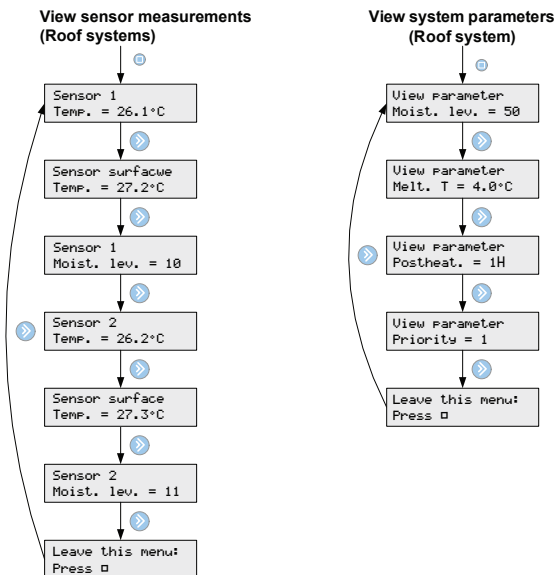 View sensor measurements
(Roof systems)
Sensor 1
Temp. = 26.1°C
Sensor surfacwe
Temp. = 27.2°C
Sensor 1
Moist. lev. = 10
Sensor 2
Temp. = 26.2°C
Sensor surface
Temp. = 27.3°C
Sensor 2
Moist. lev. = 11
Leave this menu:
Press □
View system parameters
(Roof system)
View parameter
Moist. lev. = 50
View parameter
Melt. T = 4.0°C
View parameter
Postheat. = 1H
View parameter
Priority = 1
Leave this menu:
Press □